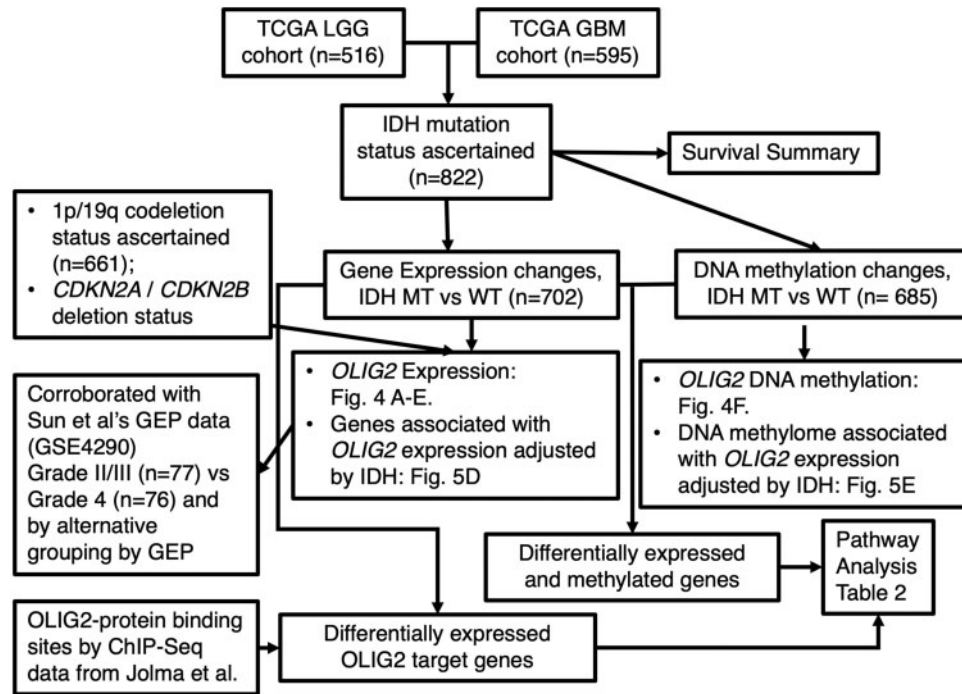 TCGA LGG
cohort (n=516)
TCGA GBM
cohort (n=595)
IDH mutation
status ascertained
(n=822)
Survival Summary
• 1p/19q codeletion
status ascertained
(n=661);
• CDKN2A / CDKN2B
deletion status
Gene Expression changes,
IDH MT vs WT (n=702)
DNA methylation changes,
IDH MT vs WT (n= 685)
• OLIG2 Expression:
Fig. 4 A-E.
• Genes associated with
OLIG2 expression adjusted
by IDH: Fig. 5D
• OLIG2 DNA methylation:
Fig. 4F.
• DNA methylome associated
with OLIG2 expression
adjusted by IDH: Fig. 5E
Corroborated with
Sun et al's GEP data
(GSE4290)
Grade II/III (n=77) vs
Grade 4 (n=76) and
by alternative
grouping by GEP
Differentially expressed
and methylated genes
Pathway
Analysis
Table 2
OLIG2-protein binding
sites by ChIP-Seq
data from Jolma et al.
Differentially expressed
OLIG2 target genes